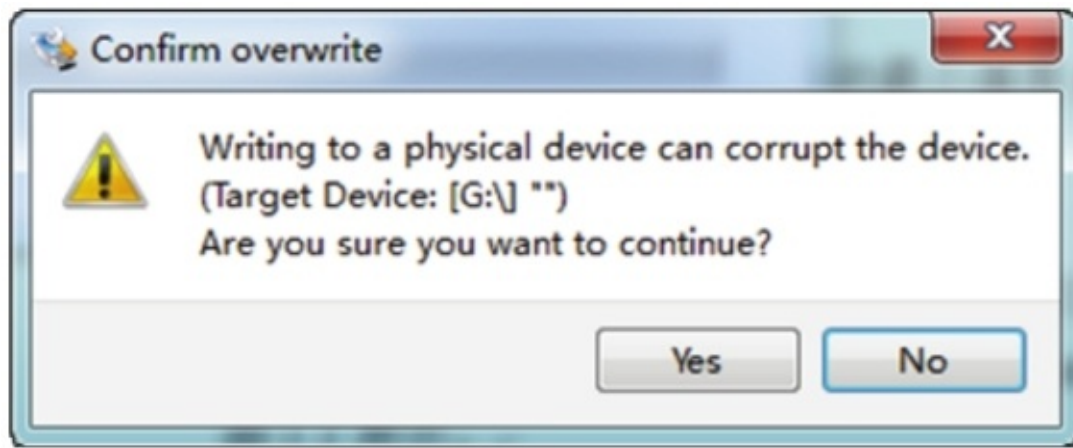 Confirm overwrite
Writing to a physical device can corrupt the device.
(Target Device: [G:\] "")
Are you sure you want to continue?
Yes
No